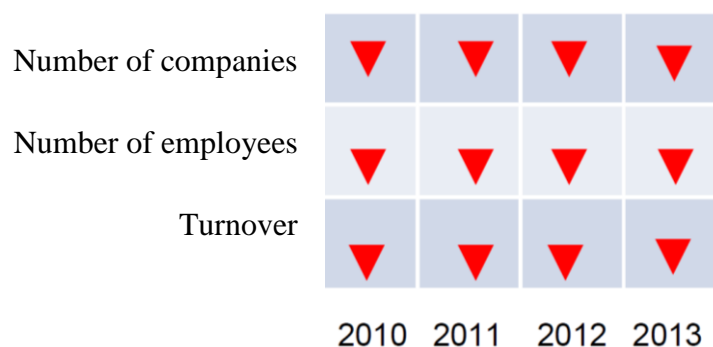 Number of companies
Number of employees
Turnover
2010 2011 2012 2013